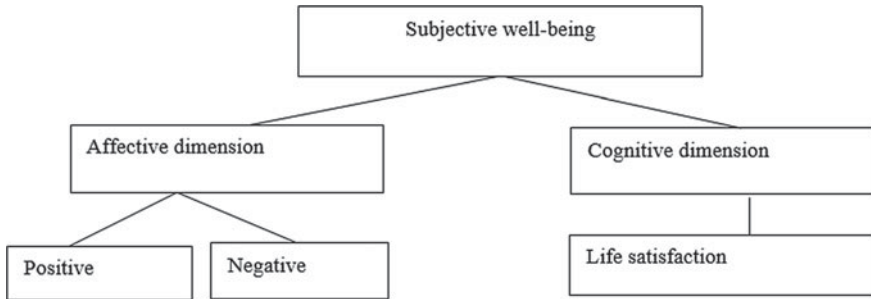 Subjective well-being
Affective dimension
Cognitive dimension
Positive
Negative
Life satisfaction